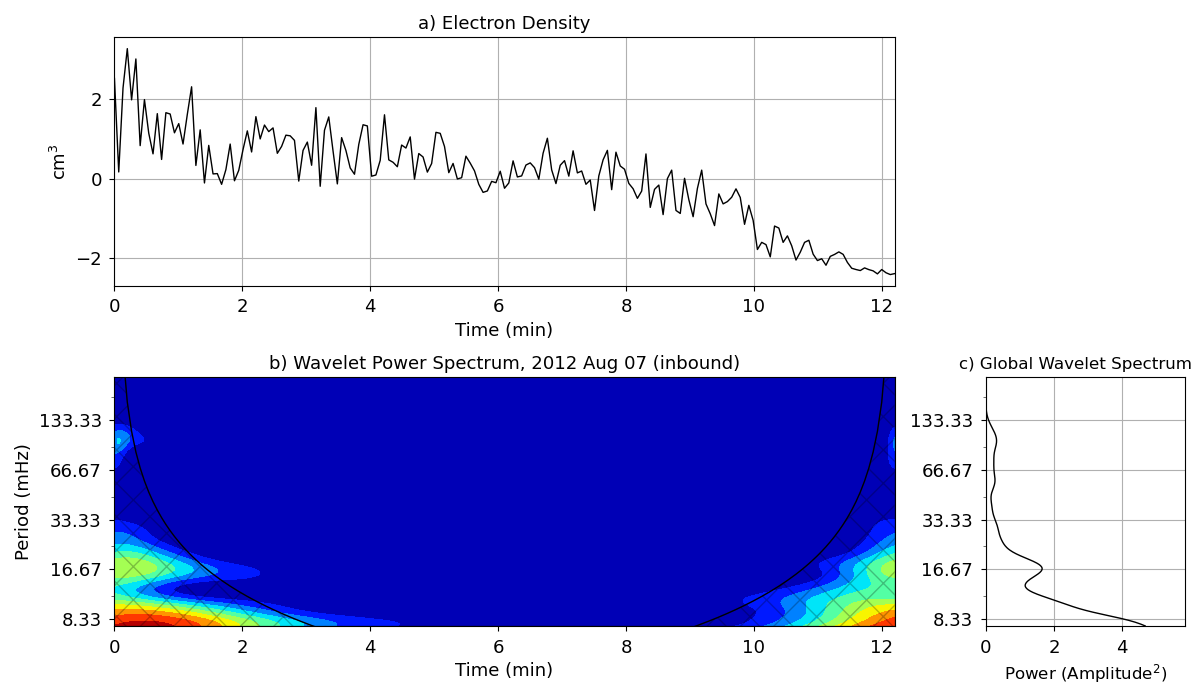 a) Electron Density
2
0
−2
cm3
0 2 4 6 8 10 12
Time (min)
b) Wavelet Power Spectrum, 2012 Aug 07 (inbound)
133.33
66.67
33.33
16.67
8.33
Period (mHz)
0 2 4 6 8 10 12
Time (min)
c) Global Wavelet Spectrum
133.33
66.67
33.33
16.67
8.33
0 2 4
Power (Amplitude2)